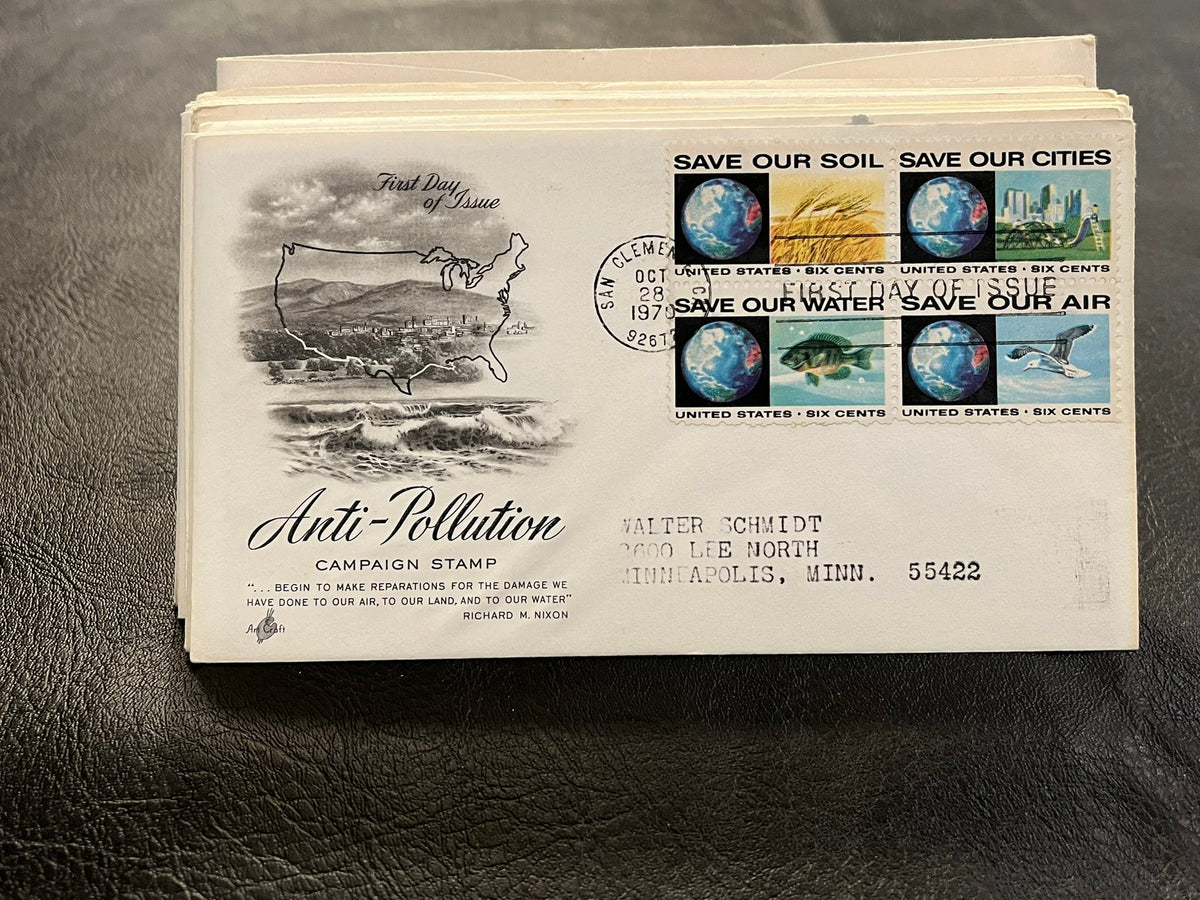 First Day
of Issue
SAVE OUR SOIL
UNITED STATES · SIX CENTS
SAVE OUR CITIES
UNITED STATES · SIX CENTS
SAVE OUR WATER
UNITED STATES · SIX CENTS
SAVE OUR AIR
UNITED STATES · SIX CENTS
SAN
OCT
28
1970
FIRST DAY OF ISSUE
Anti-Pollution
CAMPAIGN STAMP
"... BEGIN TO MAKE REPARATIONS FOR THE DAMAGE WE
HAVE DONE TO OUR AIR, TO OUR LAND, AND TO OUR WATER"
RICHARD M. NIXON
Art Craft
WALTER SCHMIDT
LEE NORTH
MINNEAPOLIS, MINN. 55422